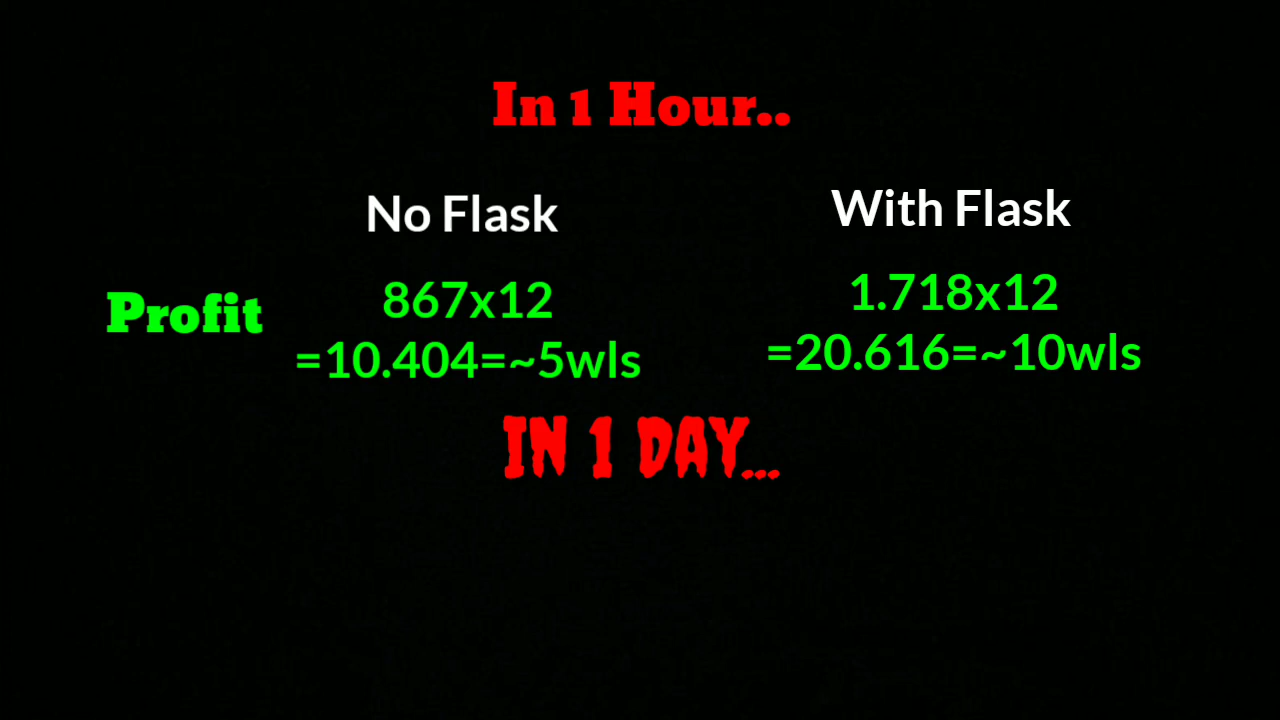 In 1 Hour..
No Flask
With Flask
Profit
867x12
=10.404=~5wls
1.718x12
=20.616=~10wls
IN 1 DAY...